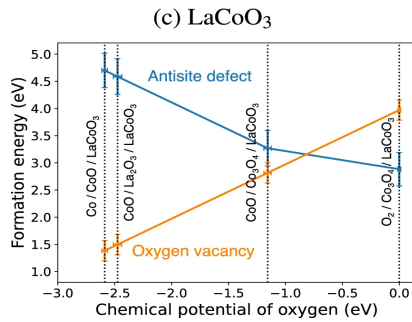 (c) LaCoO₃
Formation energy (eV)
5.0
4.5
4.0
3.5
3.0
2.5
2.0
1.5
1.0
Antisite defect
Oxygen vacancy
Co / CoO / LaCoO₃
CoO / La₂O₃ / LaCoO₃
CoO / Co₃O₄ / LaCoO₃
O₂ / Co₃O₄ / LaCoO₃
−3.0 −2.5 −2.0 −1.5 −1.0 −0.5 0.0
Chemical potential of oxygen (eV)